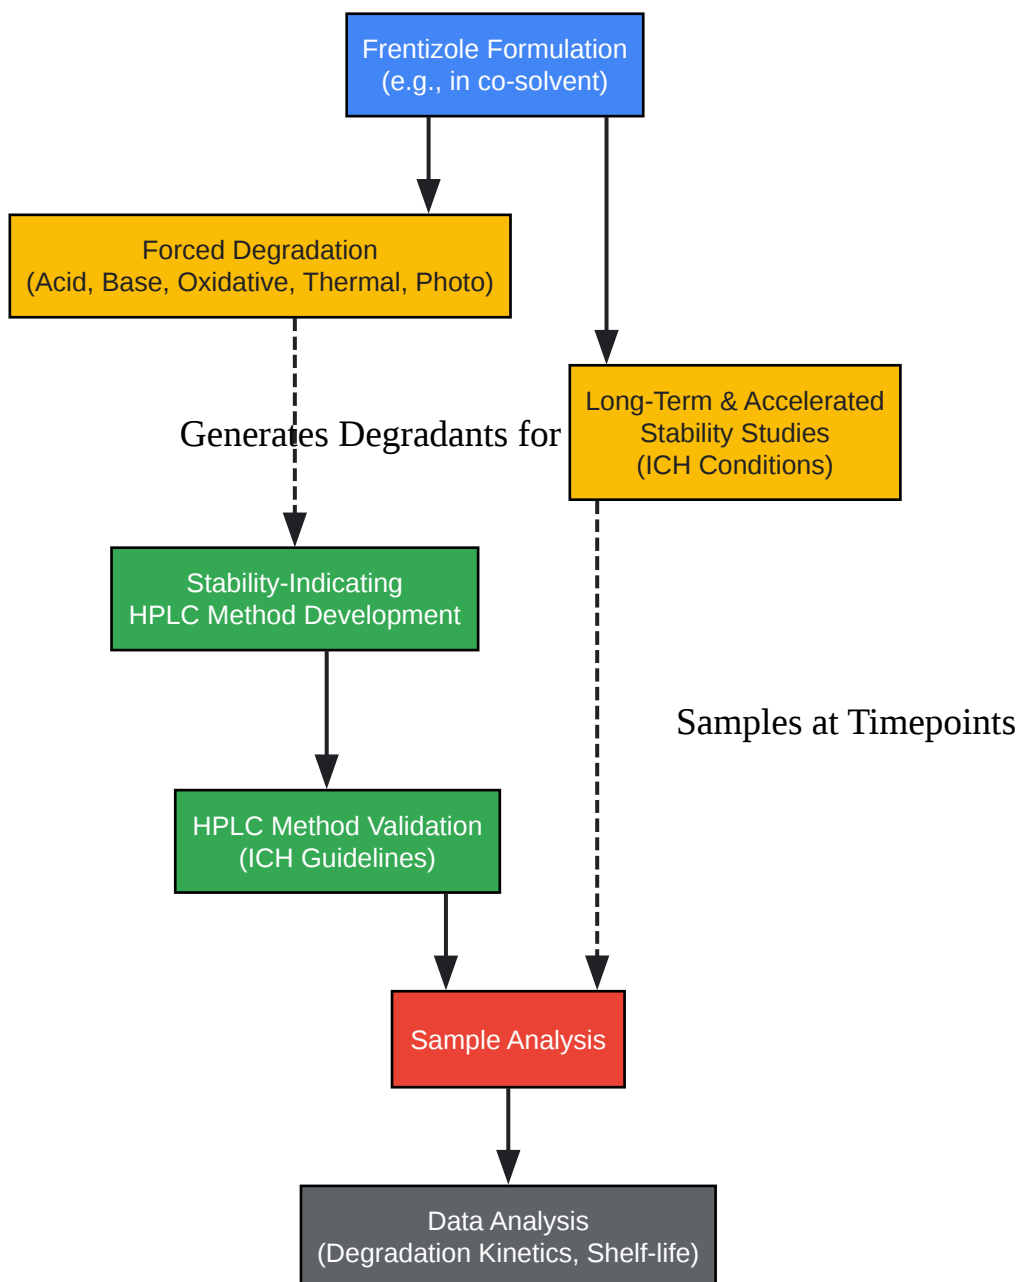 Frentizole Formulation
(e.g., in co-solvent)
Forced Degradation
(Acid, Base, Oxidative, Thermal, Photo)
Long-Term & Accelerated
Stability Studies
(ICH Conditions)
Generates Degradants for
Stability-Indicating
HPLC Method Development
Samples at Timepoints
HPLC Method Validation
(ICH Guidelines)
Sample Analysis
Data Analysis
(Degradation Kinetics, Shelf-life)